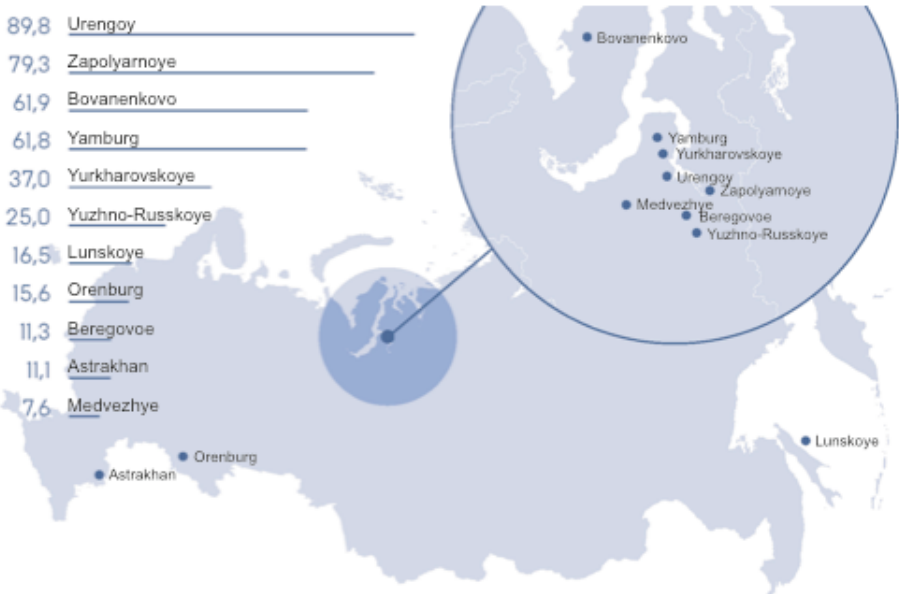 89,8 Urengoy
79,3 Zapolyarnoye
61,9 Bovanenkovo
61,8 Yamburg
37,0 Yurkharovskoye
25,0 Yuzhno-Russkoye
16,5 Lunskoye
15,6 Orenburg
11,3 Beregovoe
11,1 Astrakhan
7,6 Medvezhye
Bovanenkovo
Yamburg
Yurkharovskoye
Urengoy
Zapolyarnoye
Medvezhye
Beregovoe
Yuzhno-Russkoye
Lunskoye
Orenburg
Astrakhan